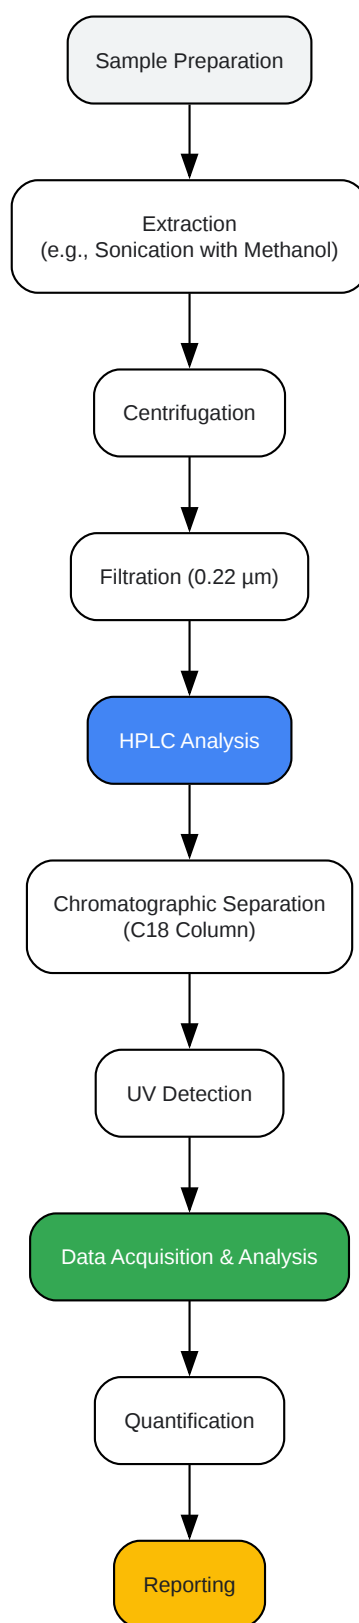 Sample Preparation
Extraction
(e.g., Sonication with Methanol)
Centrifugation
Filtration (0.22 µm)
HPLC Analysis
Chromatographic Separation
(C18 Column)
UV Detection
Data Acquisition & Analysis
Quantification
Reporting